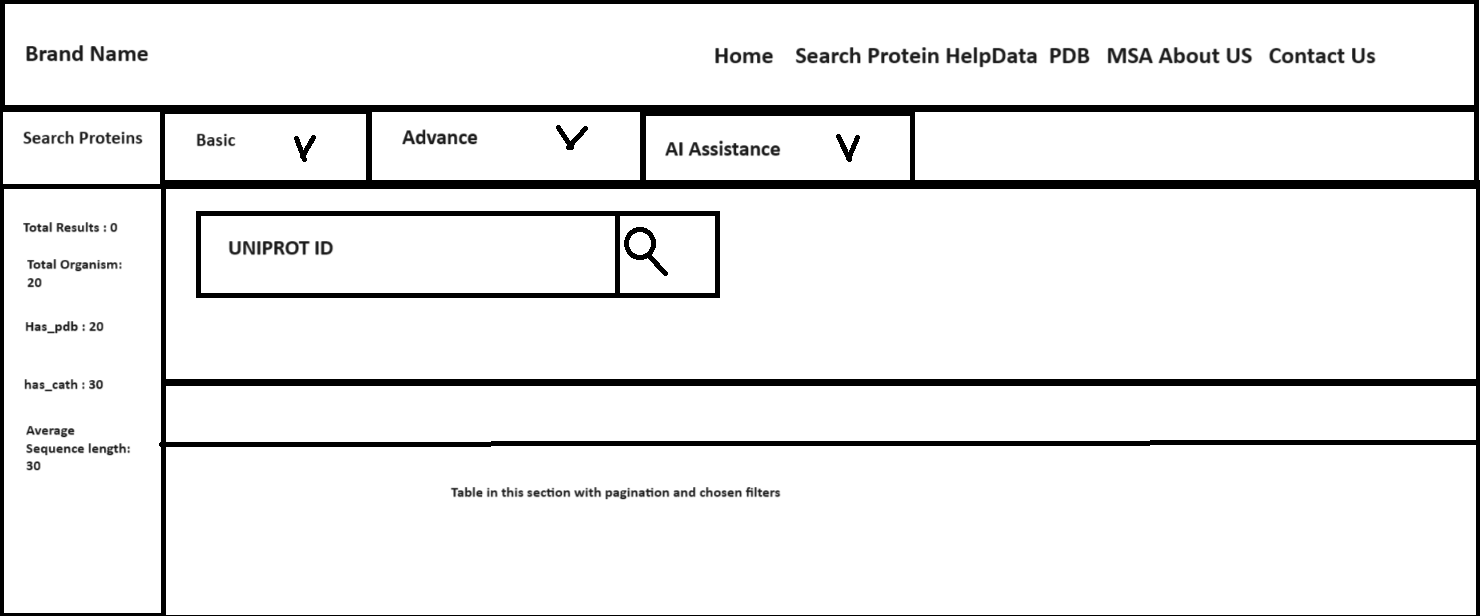 Brand Name
Home Search Protein HelpData PDB MSA About US Contact Us
Search Proteins
Basic
Advance
AI Assistance
Total Results : 0
Total Organism:
20
Has_pdb : 20
has_cath : 30
Average
Sequence length:
30
UNIPROT ID
Table in this section with pagination and chosen filters